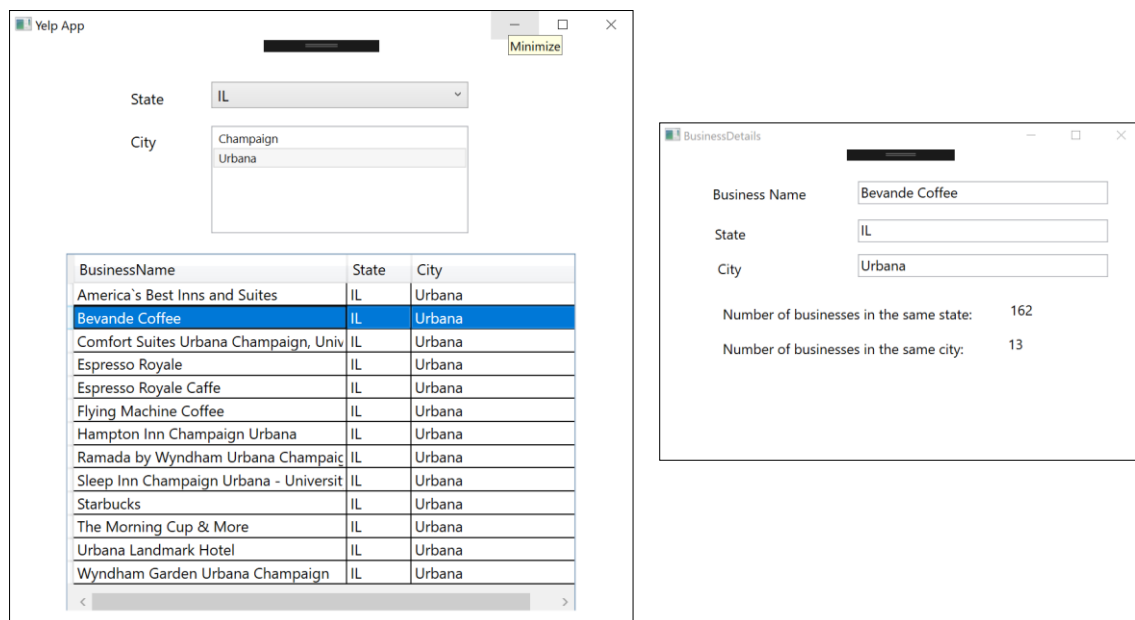 Yelp App
Minimize
State IL
City Champaign
Urbana
BusinessName State City
America`s Best Inns and Suites IL Urbana
Bevande Coffee IL Urbana
Comfort Suites Urbana Champaign, Univ IL Urbana
Espresso Royale IL Urbana
Espresso Royale Caffe IL Urbana
Flying Machine Coffee IL Urbana
Hampton Inn Champaign Urbana IL Urbana
Ramada by Wyndham Urbana Champaig IL Urbana
Sleep Inn Champaign Urbana - Universit IL Urbana
Starbucks IL Urbana
The Morning Cup & More IL Urbana
Urbana Landmark Hotel IL Urbana
Wyndham Garden Urbana Champaign IL Urbana
BusinessDetails
Business Name Bevande Coffee
State IL
City Urbana
Number of businesses in the same state: 162
Number of businesses in the same city: 13